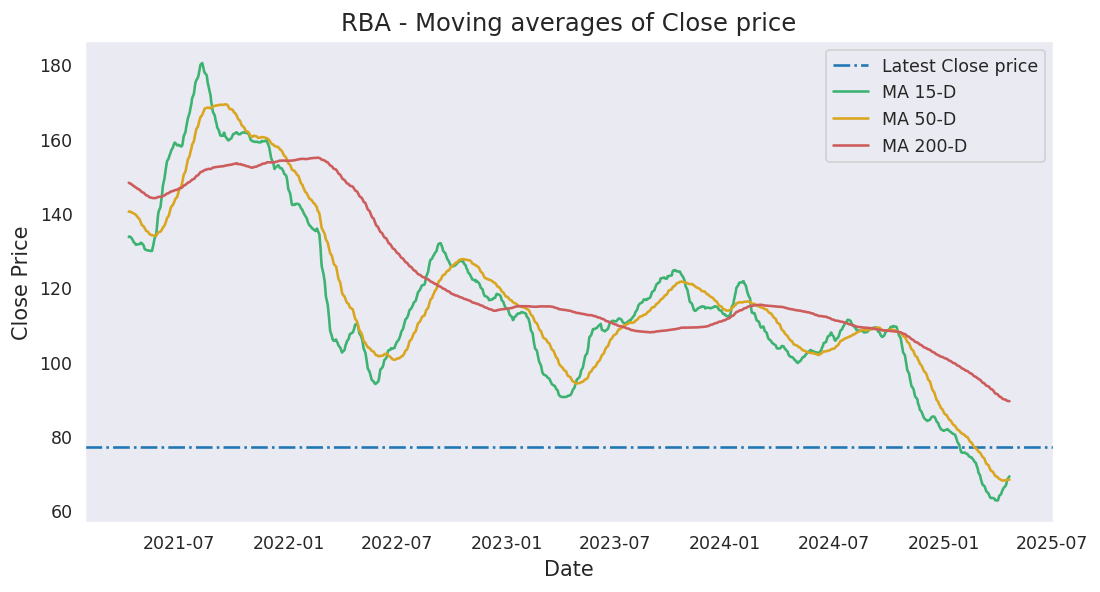 RBA - Moving averages of Close price
Latest Close price
MA 15-D
MA 50-D
MA 200-D
Close Price
180
160
140
120
100
80
60
2021-07
2022-01
2022-07
2023-01
2023-07
2024-01
2024-07
2025-01
2025-07
Date